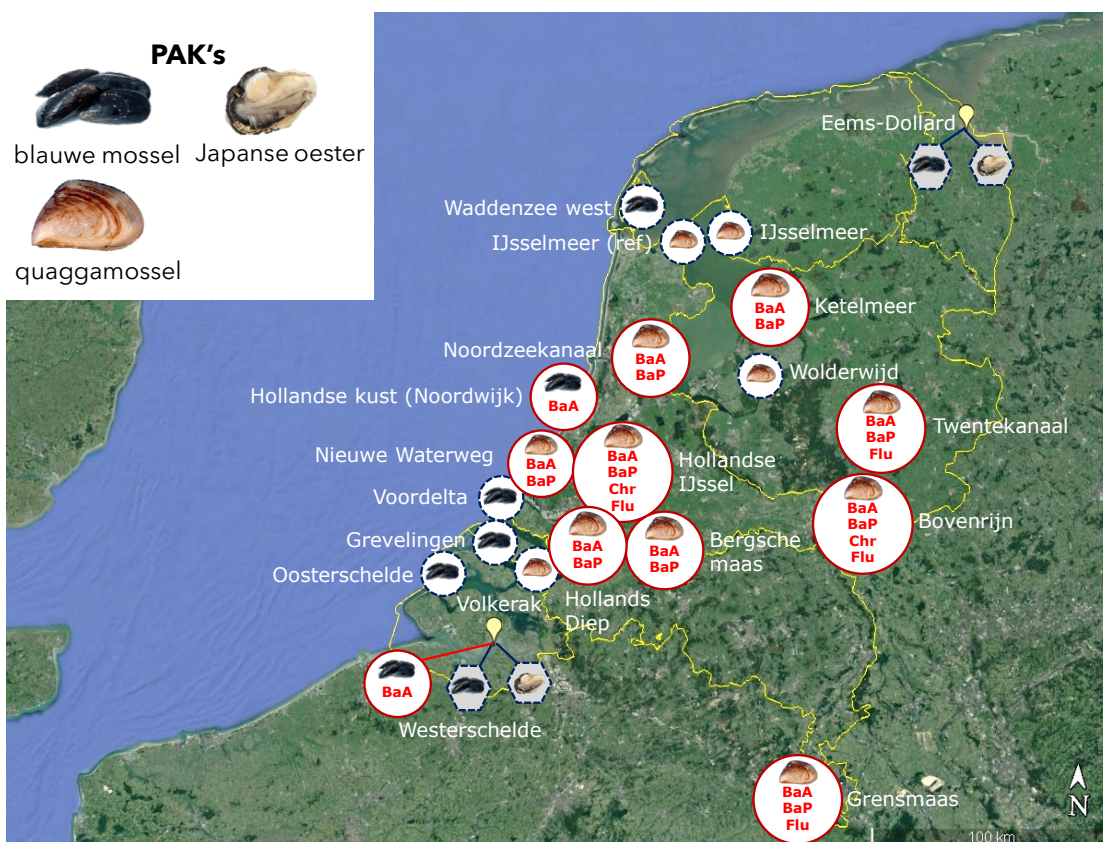 PAK's
blauwe mossel
Japanse oester
quaggamossel
Eems-Dollard
Waddenzee west
IJsselmeer (ref)
IJsselmeer
BaA
BaP
Ketelmeer
Noordzeekanaal
BaA
BaP
Wolderwijd
Hollandse kust (Noordwijk)
BaA
BaA
BaP
Flu
Twentekanaal
Nieuwe Waterweg
BaA
BaP
BaA
BaP
Chr
Flu
Hollandse
IJssel
Voordelta
BaA
BaP
Chr
Flu
Bovenrijn
Grevelingen
BaA
BaP
BaA
BaP
Bergsche
maas
Oosterschelde
Volkerak
Hollands
Diep
BaA
Westerschelde
BaA
BaP
Flu
Grensmaas
N
100 km